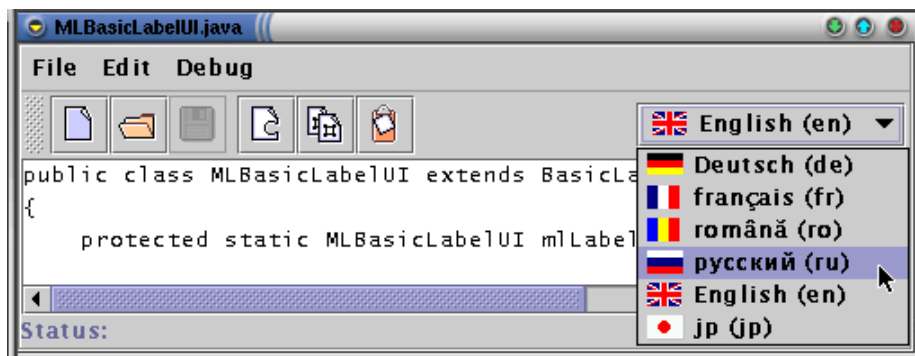 MLBasicLabelUI.java
File Edit Debug
English (en)
public class MLBasicLabelUI extends BasicLa
{
protected static MLBasicLabelUI mlLabel
Deutsch (de)
français (fr)
română (ro)
русский (ru)
English (en)
jp (jp)
Status: